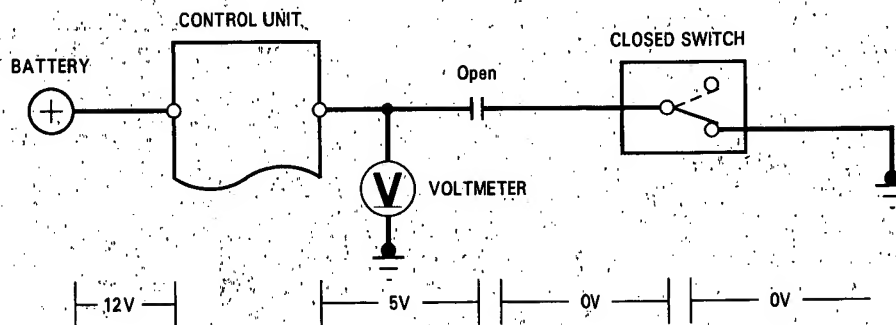 CONTROL UNIT
CLOSED SWITCH
BATTERY
Open
+
V
VOLTMETER
12V
5V
0V
0V